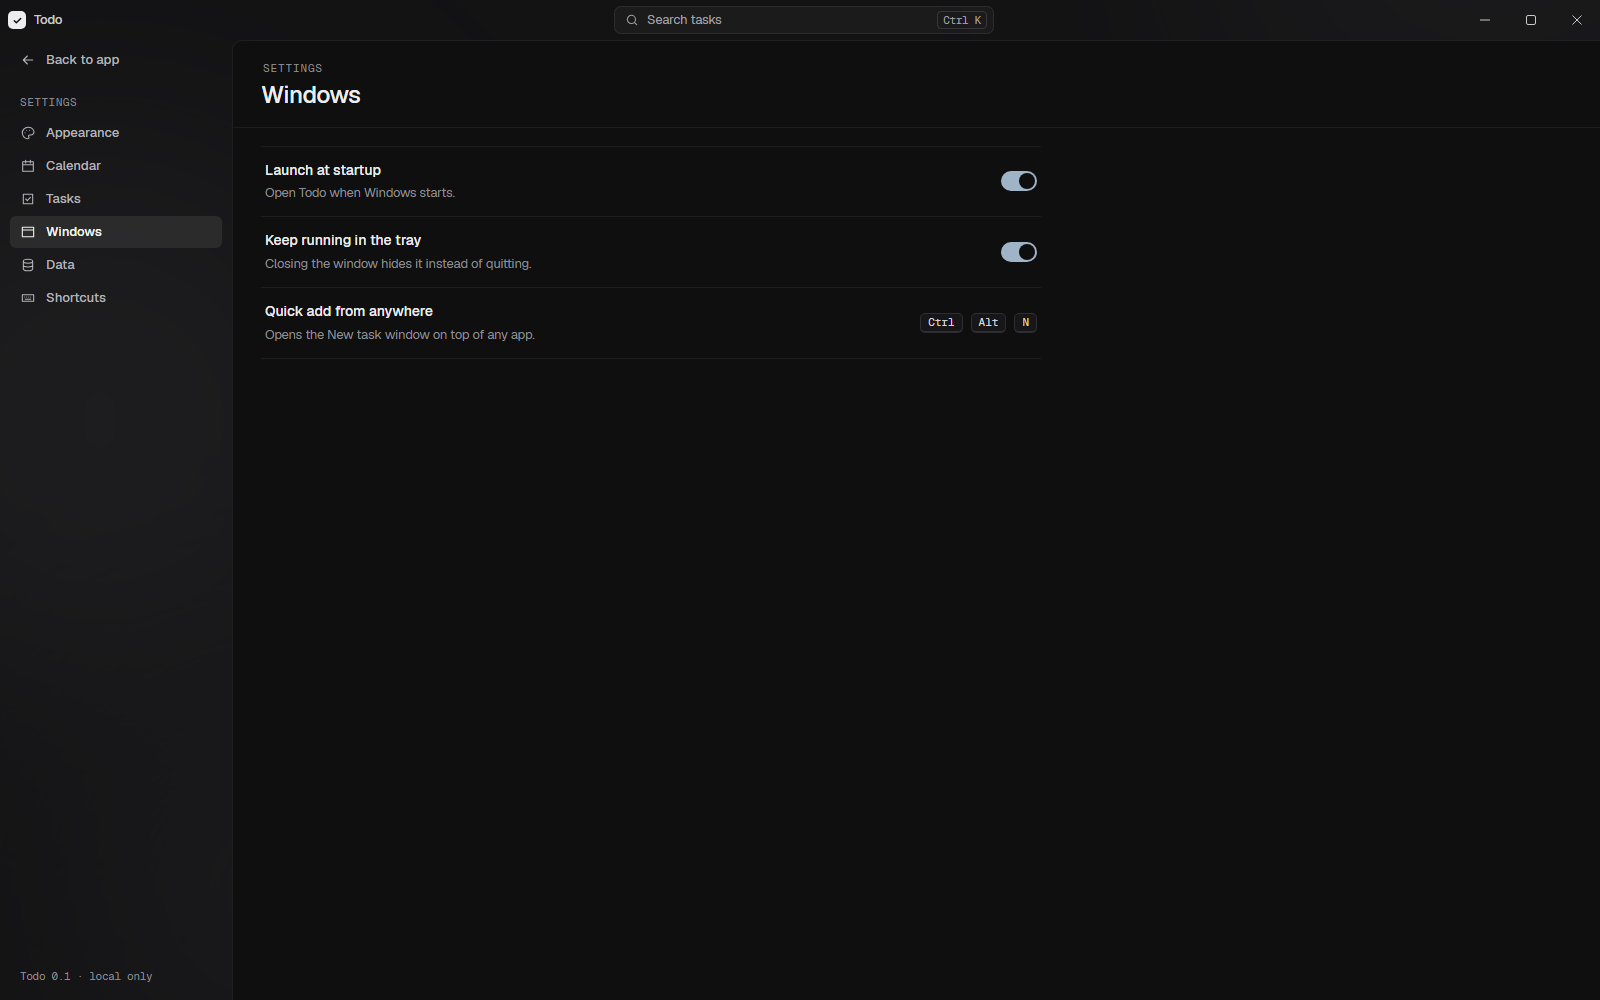 Todo
Search tasks
Ctrl K
Back to app
SETTINGS
Appearance
Calendar
Tasks
Windows
Data
Shortcuts
Todo 0.1 · local only
SETTINGS
Windows
Launch at startup
Open Todo when Windows starts.
Keep running in the tray
Closing the window hides it instead of quitting.
Quick add from anywhere
Opens the New task window on top of any app.
Ctrl Alt N